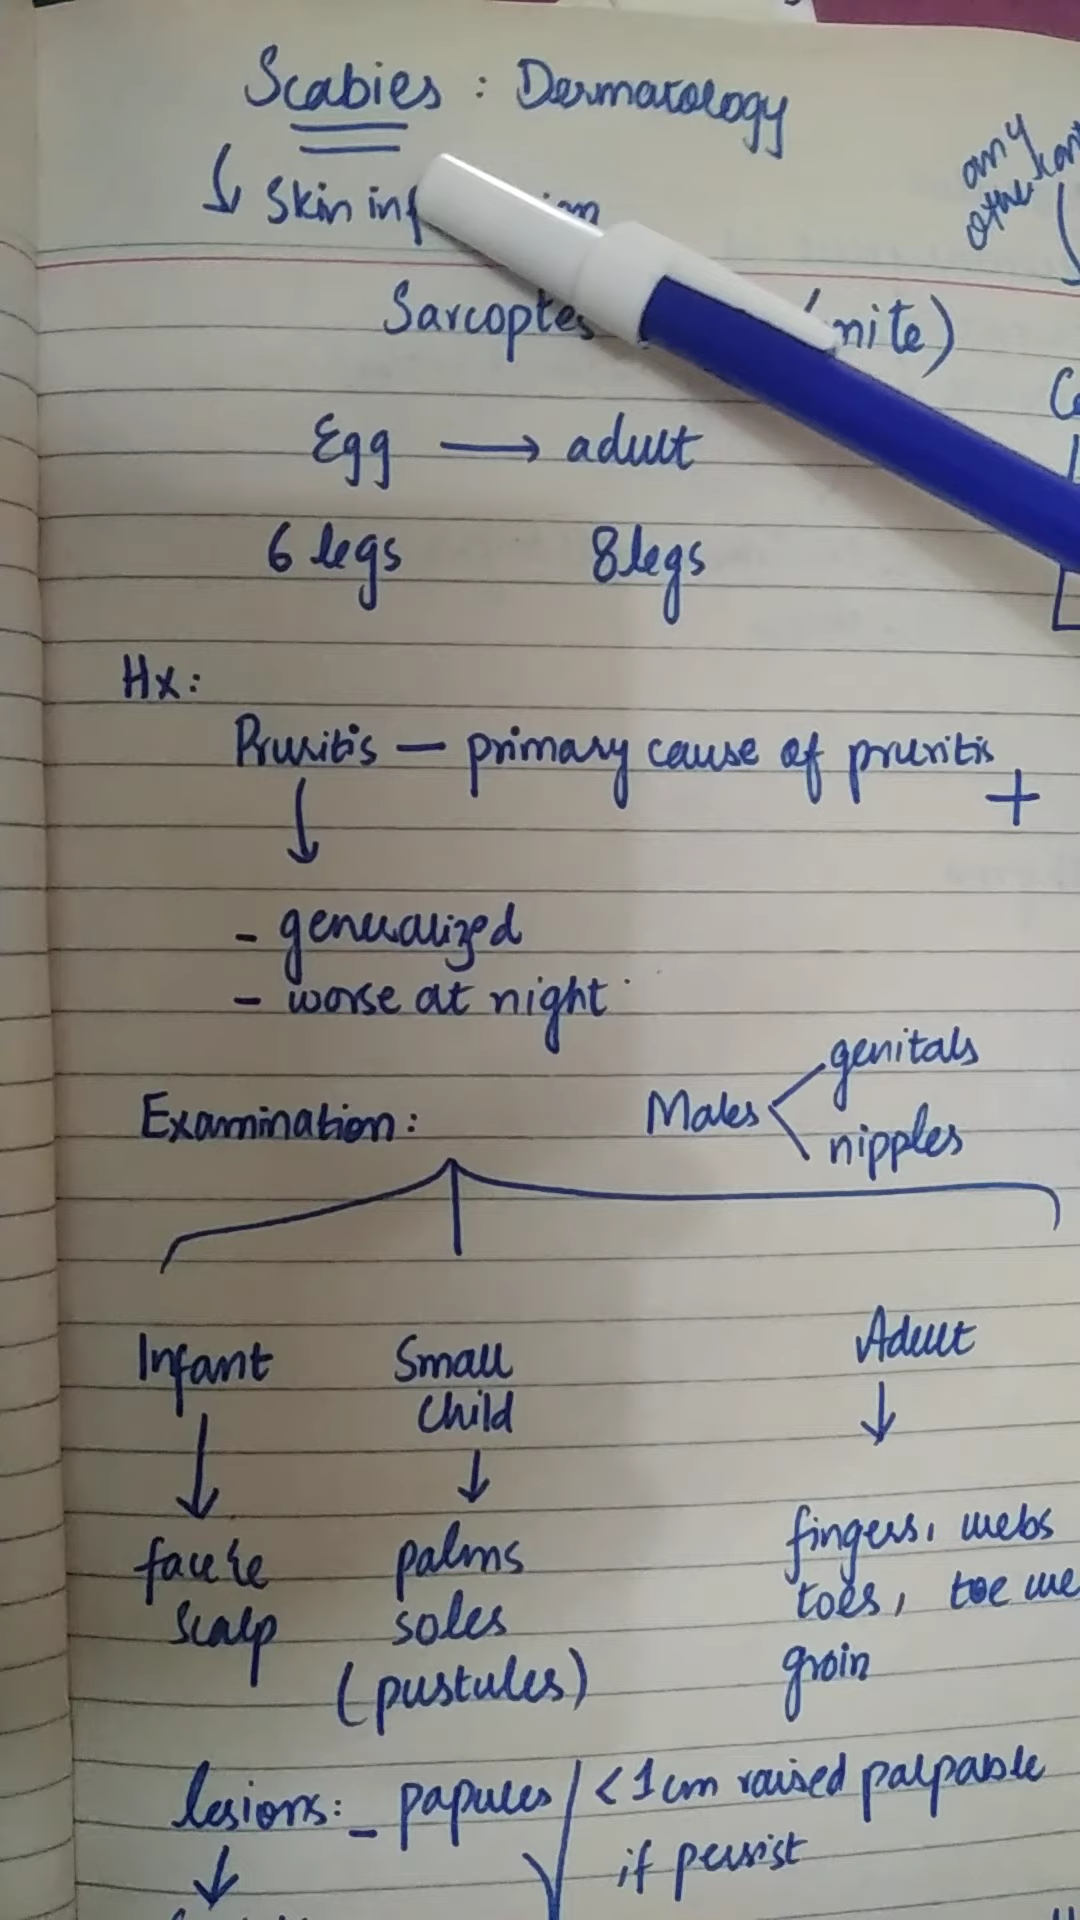 Scabies : Dermatology
↓ Skin
any
other
Sarcoptes (mite)
Egg → adult
6 legs 8 legs
Hx:
Pruritis — primary cause of pruritis
+
↓
- generalized
- worse at night
Examination: Males < genitals
nipples
Infant Small Child Adult
↓ ↓ ↓
face & scalp
palms
soles
(pustules)
fingers, webs
toes, toe
groin
lesions: - papules / <1cm raised palpable
if persist
↓